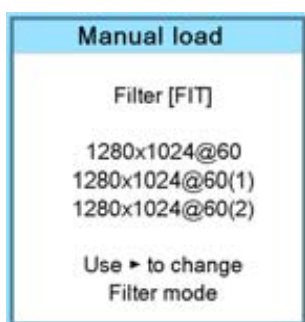 Manual load
Filter [FIT]
1280x1024@60
1280x1024@60(1)
1280x1024@60(2)
Use ► to change
Filter mode